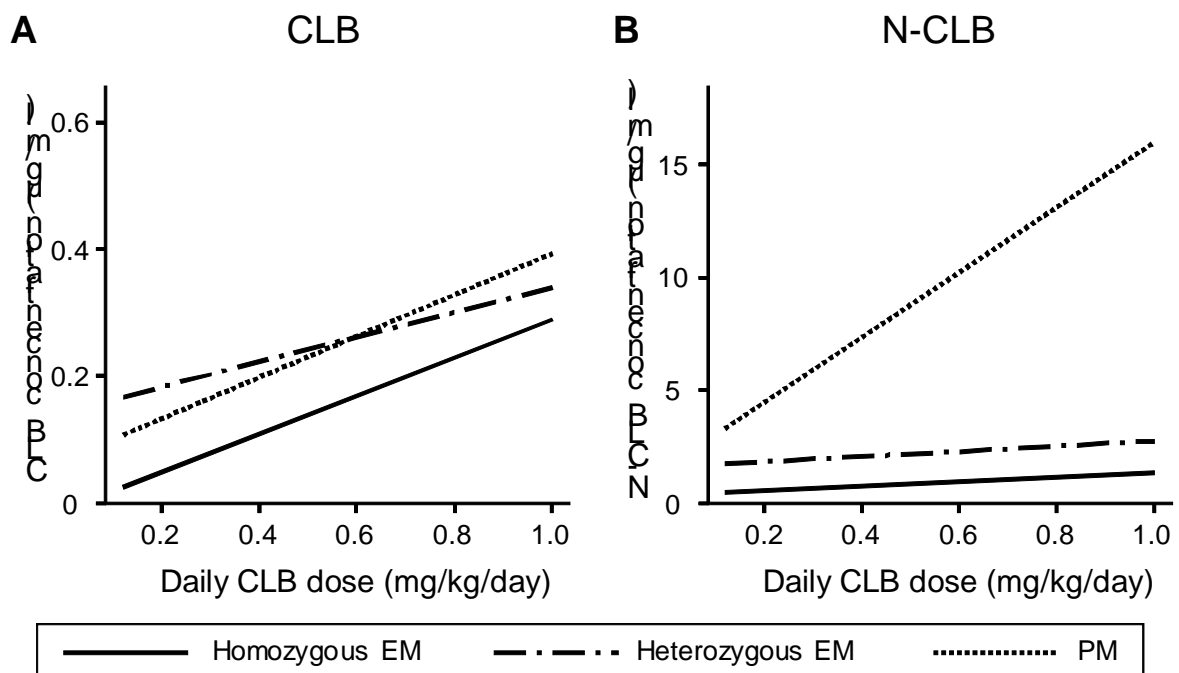 A
CLB
B
N-CLB
CLB concentration (μg/ml)
0.6
0.4
0.2
0
0.2 0.4 0.6 0.8 1.0
Daily CLB dose (mg/kg/day)
N-CLB concentration (μg/ml)
15
10
5
0
0.2 0.4 0.6 0.8 1.0
Daily CLB dose (mg/kg/day)
Homozygous EM Heterozygous EM PM